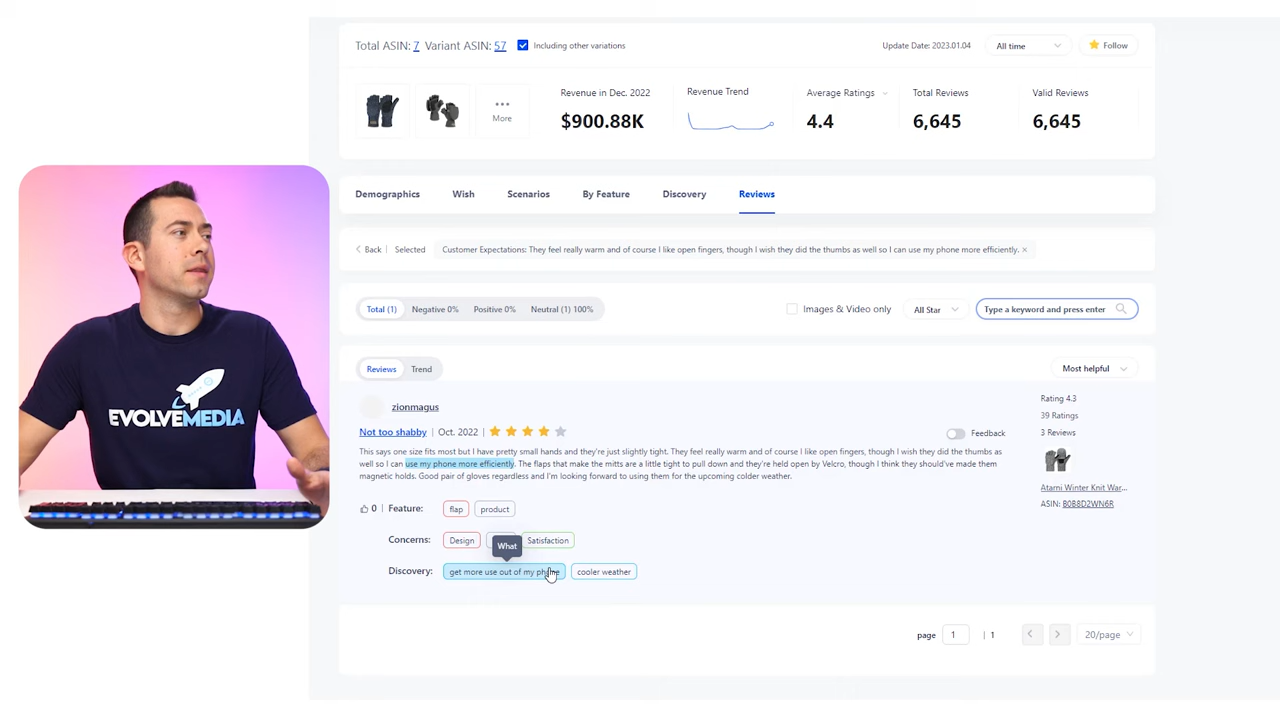 Total ASIN: 7 Variant ASIN: 57 Including other variations Update Date: 2023.01.04 All time Follow
More
Revenue in Dec. 2022 Revenue Trend Average Ratings Total Reviews Valid Reviews
$900.88K 4.4 6,645 6,645
Demographics Wish Scenarios By Feature Discovery Reviews
Back Selected Customer Expectations: They feel really warm and of course I like open fingers, though I wish they did the thumbs as well so I can use my phone more efficiently. ×
Total (1) Negative 0% Positive 0% Neutral (1) 100% Images & Video only All Star Type a keyword and press enter
Reviews Trend Most helpful
zionmagus
Not too shabby | Oct. 2022 Feedback
This says one size fits most but I have pretty small hands and they're just slightly tight. They feel really warm and of course I like open fingers, though I wish they did the thumbs as
well so I can use my phone more efficiently. The flaps that make the mitts are a little tight to pull down and they're held open by Velcro, though I think they should've made them
magnetic holds. Good pair of gloves regardless and I'm looking forward to using them for the upcoming colder weather.
Rating 4.3
39 Ratings
3 Reviews
Atarni Winter Knit War...
ASIN: B088D2WN6R
0 | Feature: flap product
Concerns: Design Satisfaction
What
Discovery: get more use out of my phone cooler weather
page 1 | 1 20/page
EVOLVEMEDIA